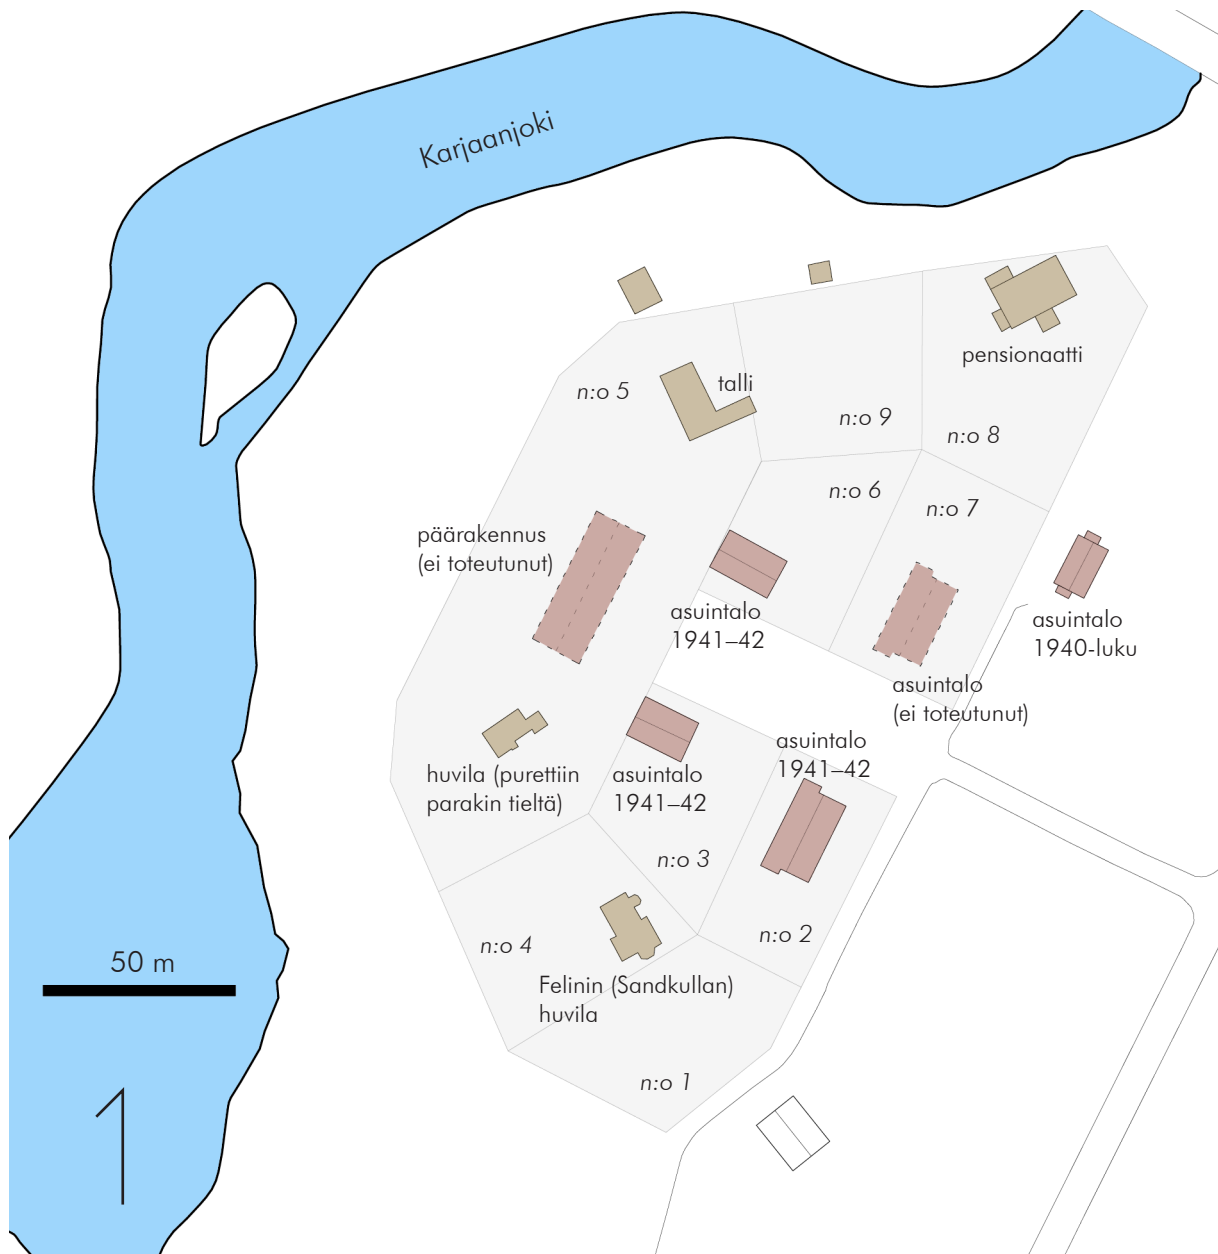 Karjaanjoki
pensionaatti
talli
n:o 5
n:o 9
n:o 8
n:o 6
n:o 7
päärakennus
(ei toteutunut)
asuintalo
1941–42
asuintalo
1940-luku
asuintalo
(ei toteutunut)
asuintalo
1941–42
huvila (purettiin
parakin tieltä)
asuintalo
1941–42
n:o 3
n:o 2
n:o 4
50 m
Felinin (Sandkullan)
huvila
n:o 1